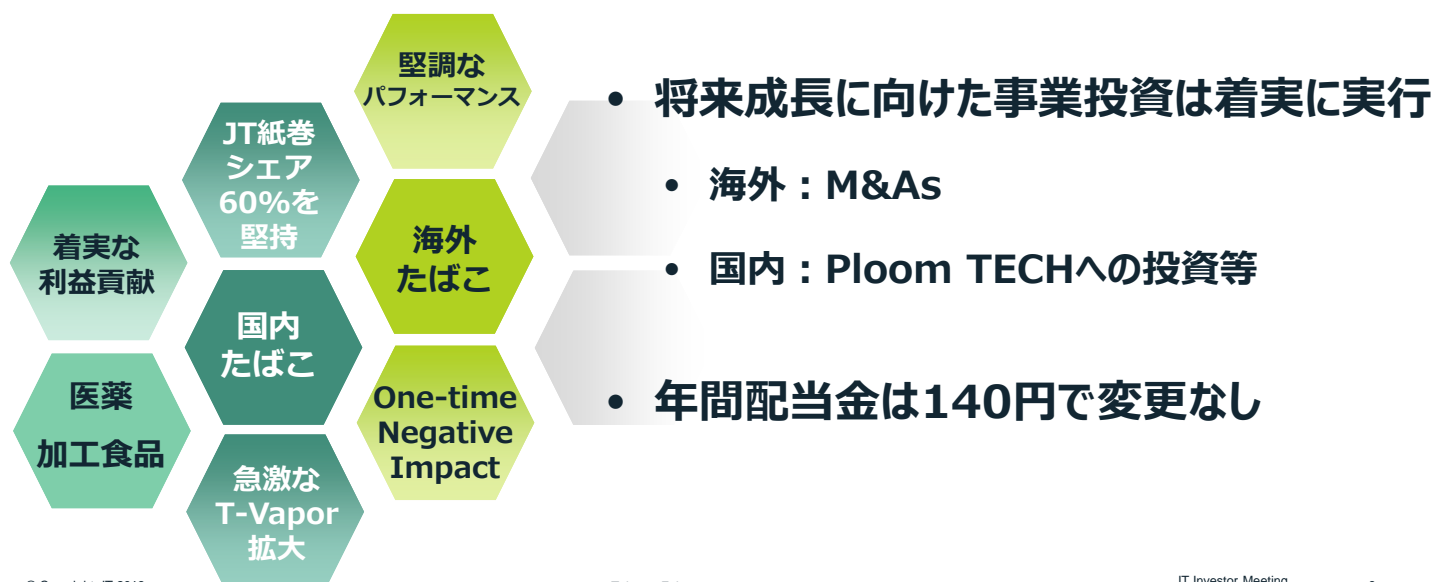 堅調な
パフォーマンス
JT紙巻
シェア
60%を
堅持
着実な
利益貢献
海外
たばこ
国内
たばこ
医薬
加工食品
One-time
Negative
Impact
急激な
T-Vapor
拡大
• 将来成長に向けた事業投資は着実に実行
• 海外：M&As
• 国内：Ploom TECHへの投資等
• 年間配当金は140円で変更なし
Investor Meeting